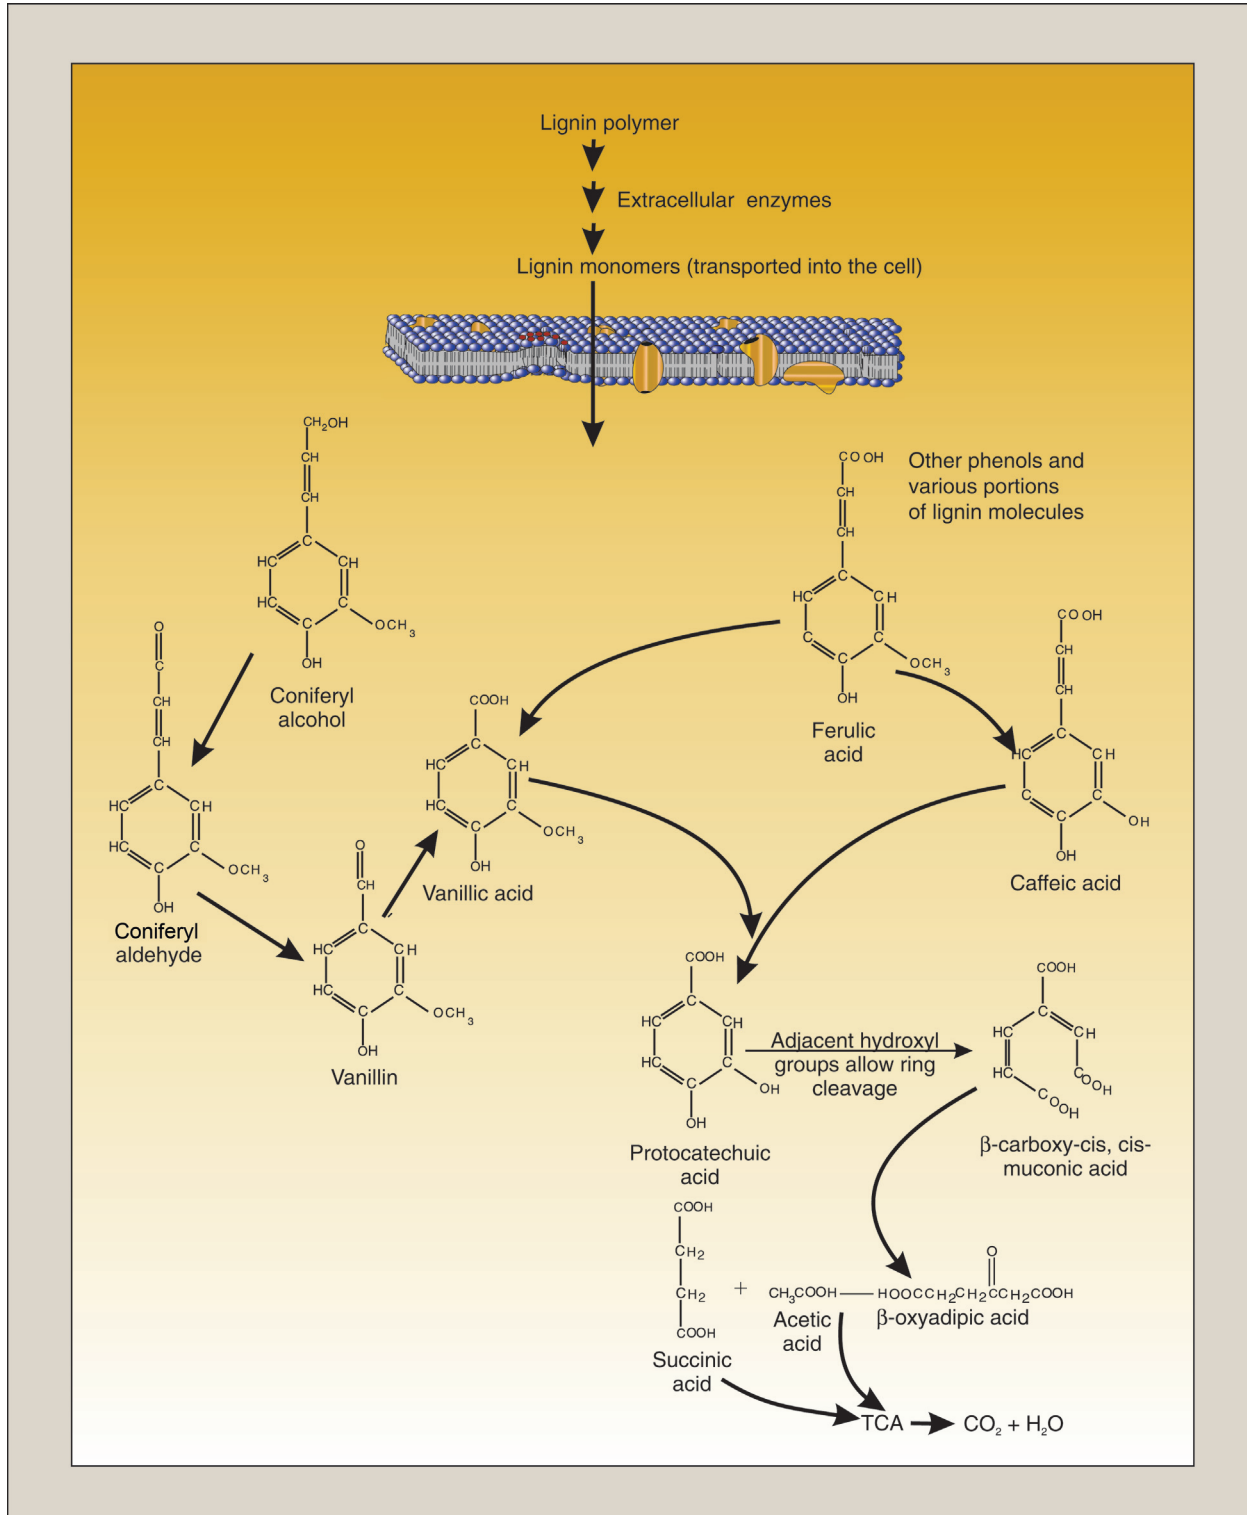 Lignin polymer
Extracellular enzymes
Lignin monomers (transported into the cell)
CH₂OH
CH
CH
C
HC
CH
HC
C
C
OCH₃
OH
Coniferyl
alcohol
COOH
CH
CH
C
HC
CH
C
C
C
OCH₃
OH
Ferulic
acid
Other phenols and
various portions
of lignin molecules
O
C
CH
CH
C
HC
CH
HC
C
C
OCH₃
OH
Coniferyl
aldehyde
COOH
C
HC
CH
HC
C
C
OCH₃
OH
Vanillic acid
COOH
CH
CH
C
HC
CH
C
C
C
OH
OH
Caffeic acid
O
CH
C
HC
CH
HC
C
C
OCH₃
OH
Vanillin
COOH
C
HC
CH
HC
C
C
OH
OH
Protocatechuic
acid
Adjacent hydroxyl
groups allow ring
cleavage
COOH
C
HC
CH
HC
COOH
COOH
β-carboxy-cis, cis-
muconic acid
COOH
CH₂
CH₂
COOH
Succinic
acid
+
CH₃COOH
Acetic
acid
O
HOOCCH₂CH₂CCH₂COOH
β-oxyadipic acid
TCA
CO₂ + H₂O